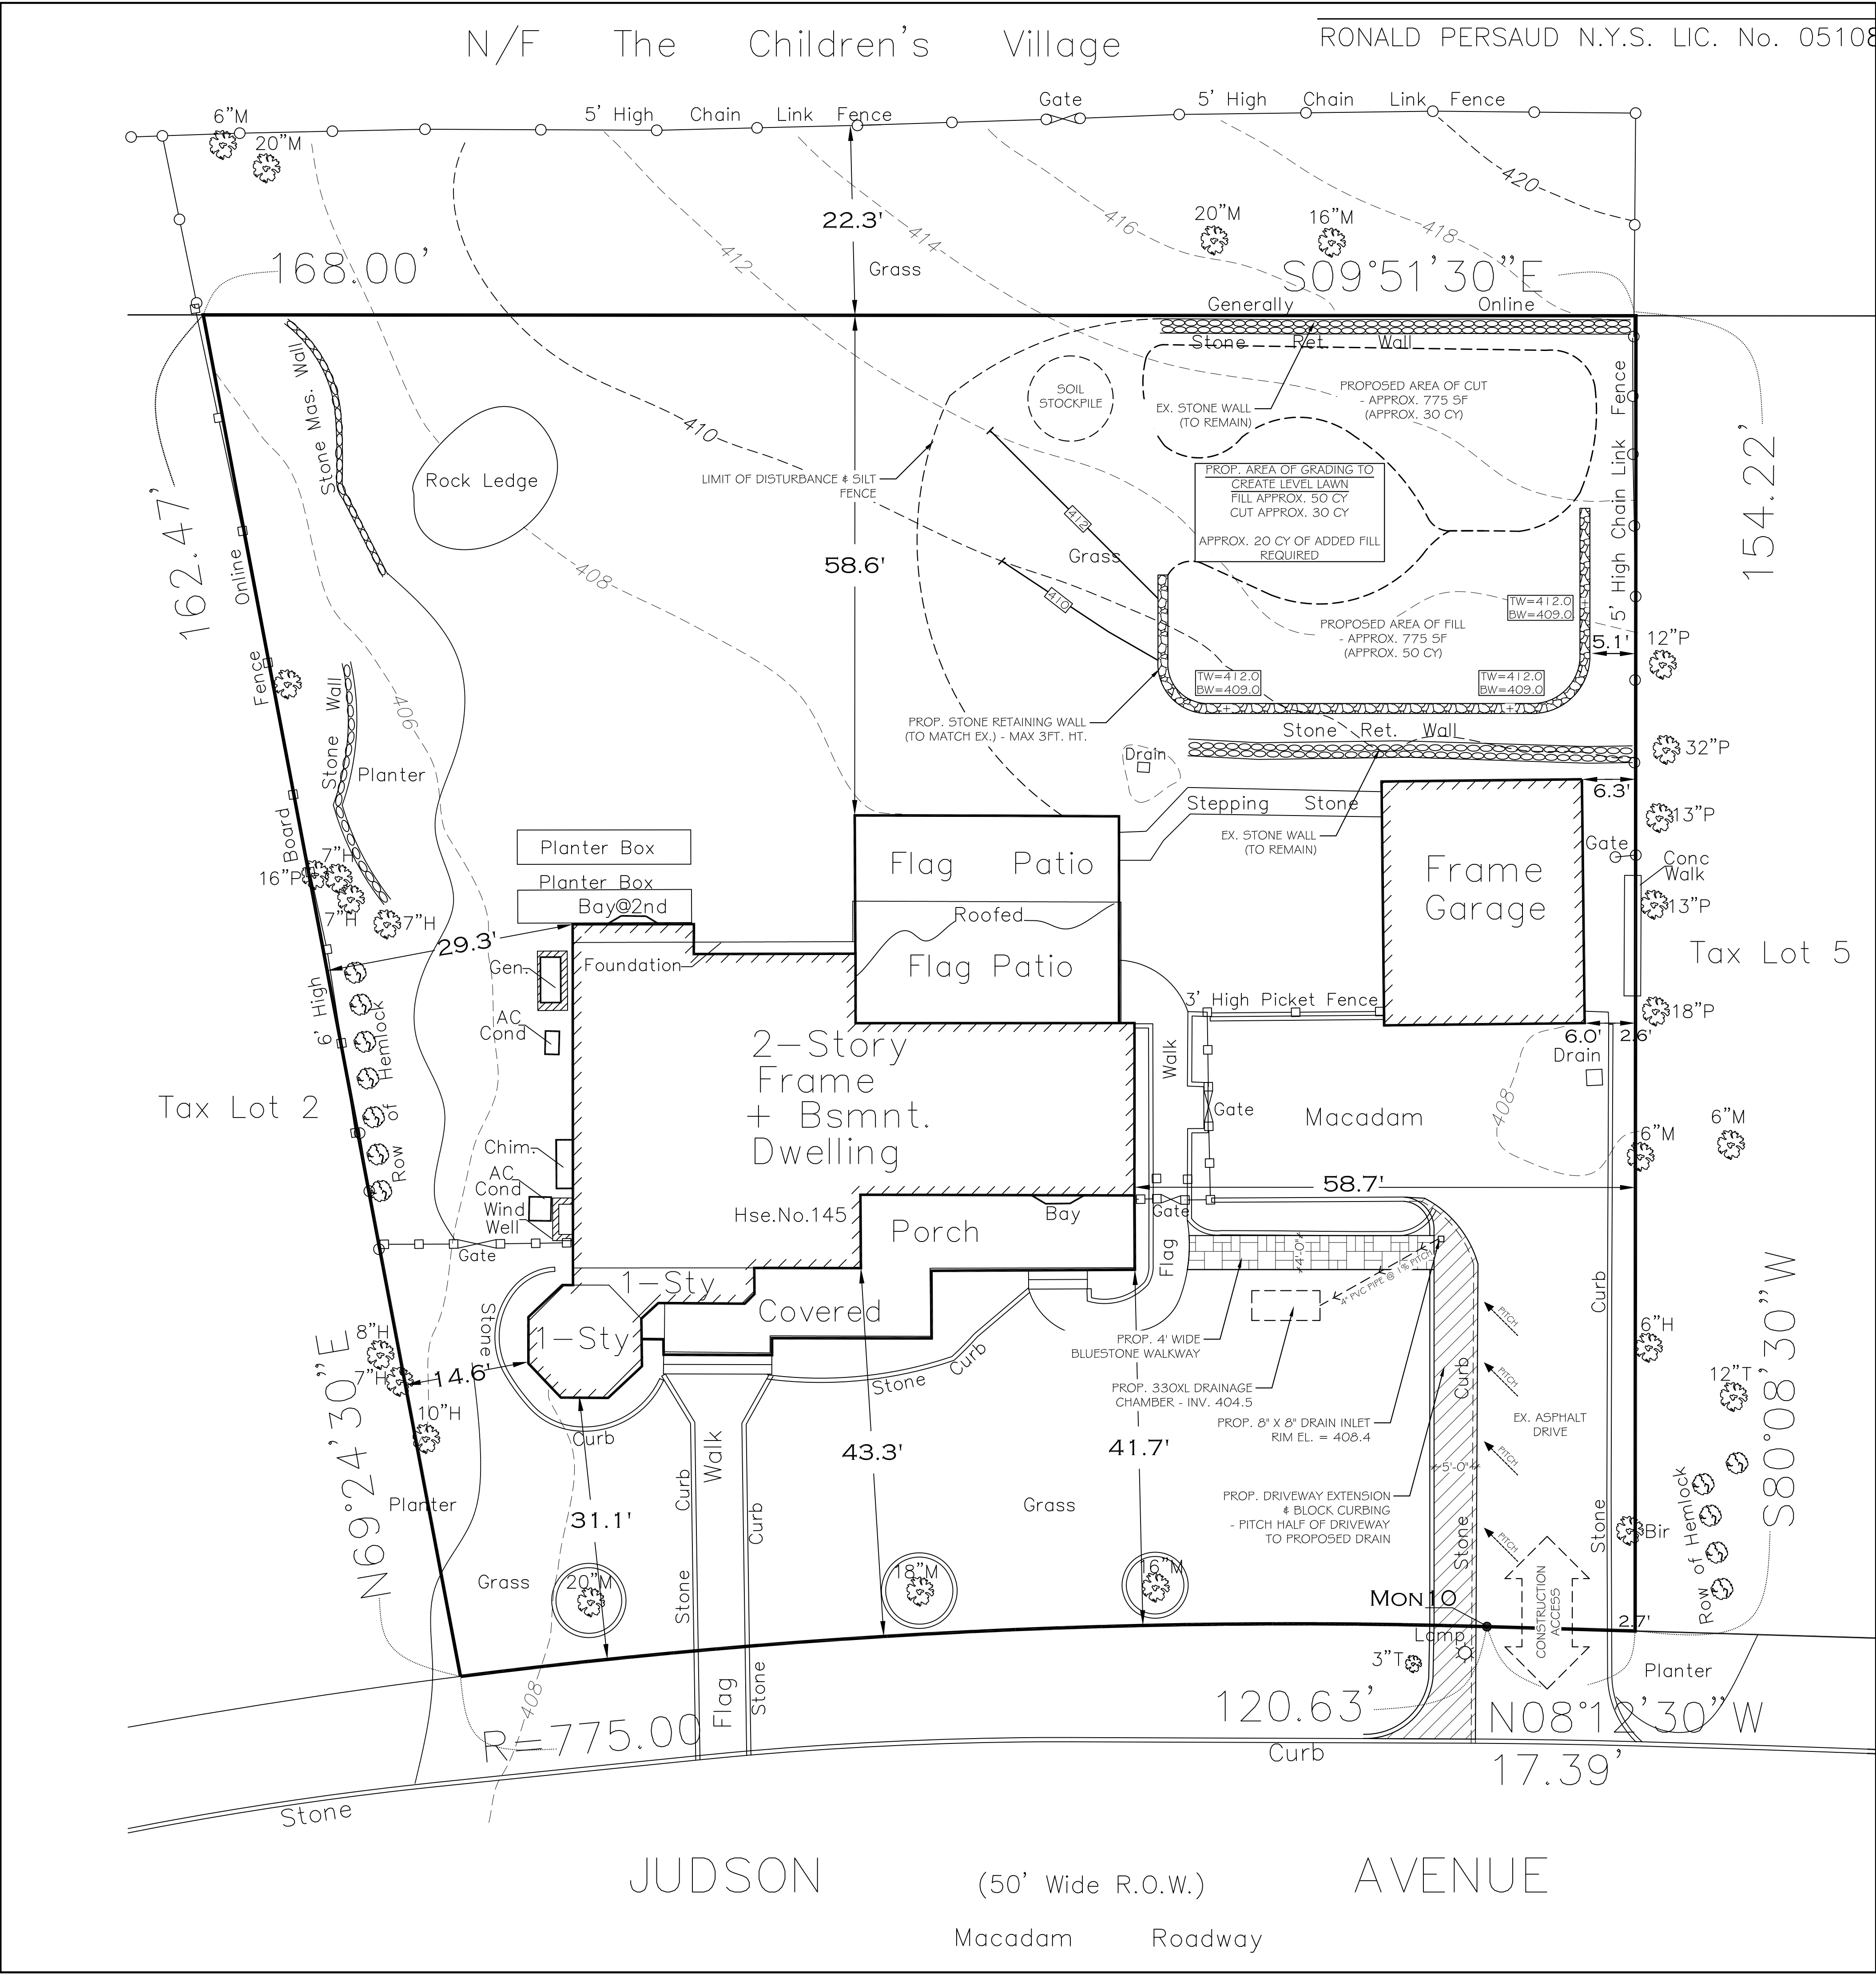 N/F The Children's Village
RONALD PERSAUD N.Y.S. LIC. No. 05108
5' High Chain Link Fence
Gate
5' High Chain Link Fence
6"M
20"M
420
22.3'
414
412
416
20"M
16"M
418
168.00'
Grass
S09°51'30"E
Generally Online
Stone Ret. Wall
Stone Mas. Wall
SOIL
STOCKPILE
EX. STONE WALL
(TO REMAIN)
PROPOSED AREA OF CUT
- APPROX. 775 SF
(APPROX. 30 CY)
5' High Chain Link Fence
410
Rock Ledge
LIMIT OF DISTURBANCE & SILT
FENCE
PROP. AREA OF GRADING TO
CREATE LEVEL LAWN
FILL APPROX. 50 CY
CUT APPROX. 30 CY
APPROX. 20 CY OF ADDED FILL
REQUIRED
154.22'
162.47'
412
Grass
58.6'
408
410
TW=412.0
BW=409.0
PROPOSED AREA OF FILL
- APPROX. 775 SF
(APPROX. 50 CY)
5.1'
12"P
6' High Board Fence Online
Stone Wall
406
TW=412.0
BW=409.0
TW=412.0
BW=409.0
PROP. STONE RETAINING WALL
(TO MATCH EX.) - MAX 3FT. HT.
Stone Ret. Wall
32"P
Drain
Planter
6.3'
Stepping Stone
13"P
EX. STONE WALL
(TO REMAIN)
Gate
Conc
Walk
Planter Box
Planter Box
Bay@2nd
7"H
16"P
7"H
7"H
Flag Patio
Roofed
Flag Patio
Frame
Garage
13"P
29.3'
Tax Lot 5
Gen.
Foundation
3' High Picket Fence
18"P
AC
Cond
6.0'
2.6'
Drain
2-Story
Frame
+ Bsmnt.
Dwelling
Walk
Gate
Macadam
408
6"M
6"M
Tax Lot 2
Row of Hemlock
Chim.
AC
Cond
Wind
Well
58.7'
Hse.No.145
Porch
Bay
Gate
Gate
Flag
4'-0"
4" PVC PIPE @ 1% PITCH
1-Sty
Covered
1-Sty
Stone
Curb
Curb
PITCH
PROP. 4' WIDE
BLUESTONE WALKWAY
8"H
7"H
14.6'
10"H
6"H
12"T
Stone Curb
PROP. 330XL DRAINAGE
CHAMBER - INV. 404.5
PROP. 8" X 8" DRAIN INLET
RIM EL. = 408.4
Curb
PITCH
EX. ASPHALT
DRIVE
N69°24'30"E
S80°08'30"W
43.3'
41.7'
Walk
PITCH
5'-0"
Planter
Curb
Curb
Grass
31.1'
PROP. DRIVEWAY EXTENSION
& BLOCK CURBING
- PITCH HALF OF DRIVEWAY
TO PROPOSED DRAIN
Stone
PITCH
Stone
Bir
Row of Hemlock
Grass
20"M
18"M
16"M
Stone
MON 10
CONSTRUCTION
ACCESS
2.7'
Lamp
3"T
Planter
408
Flag
Stone
120.63'
N08°12'30"W
R=775.00
Curb
17.39'
Stone
JUDSON (50' Wide R.O.W.) AVENUE
Macadam Roadway